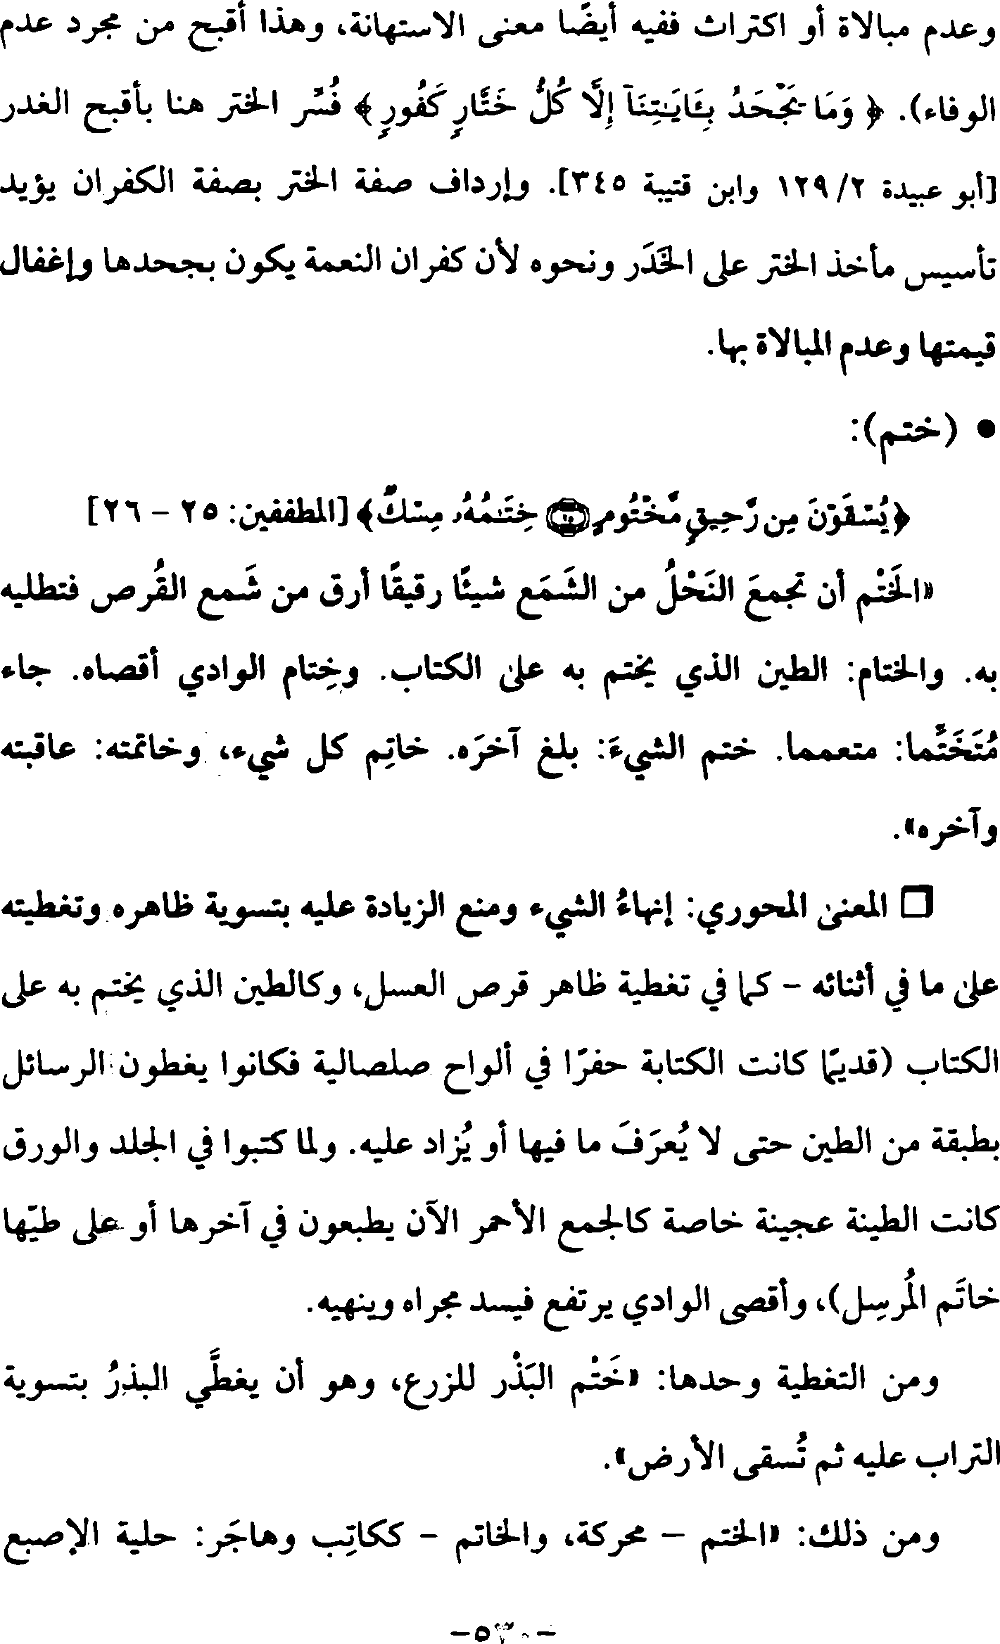 وعدم مبالاة أو اكتراث ففيه أيضًا معنى الاستهانة، وهذا أقبح من مجرد عدم
الوفاء). ﴿ وَمَا يَجْحَدُ بِـَٔايَـٰتِنَآ إِلَّا كُلُّ خَتَّارٍ كَفُورٍ ﴾ فُسِّر الختر هنا بأقبح الغدر
[أبو عبيدة ٢/ ١٢٩ وابن قتيبة ٣٤٥]. وإرداف صفة الختر بصفة الكفران يؤيد
تأسيس مأخذ الختر على الخَدَر ونحوه لأن كفران النعمة يكون بجحدها وإغفال
قيمتها وعدم المبالاة بها.
● (ختم):
﴿يُسْقَوْنَ مِن رَّحِيقٍ مَّخْتُومٍ ۝٢٥ خِتَـٰمُهُۥ مِسْكٌ﴾ [المطففين: ٢٥ – ٢٦]
«الخَتْم أن تجمعَ النَحْلُ من الشَمَع شيئًا رقيقًا أرق من شَمع القُرص فتطليه
به. والختام: الطين الذي يختم به على الكتاب. وخِتام الوادي أقصاه. جاء
مُتَخَتِّما: متعمما. ختم الشيءَ: بلغ آخرَه. خاتِم كل شيء، وخاتمته: عاقبته
وآخره».
❒ المعنى المحوري: إنهاءُ الشيء ومنع الزيادة عليه بتسوية ظاهره وتغطيته
على ما في أثنائه – كما في تغطية ظاهر قرص العسل، وكالطين الذي يختم به على
الكتاب (قديمًا كانت الكتابة حفرًا في ألواح صلصالية فكانوا يغطون الرسائل
بطبقة من الطين حتى لا يُعرَفَ ما فيها أو يُزاد عليه. ولما كتبوا في الجلد والورق
كانت الطينة عجينة خاصة كالجمع الأحمر الآن يطبعون في آخرها أو على طيّها
خاتَم المُرسِل)، وأقصى الوادي يرتفع فيسد مجراه وينهيه.
ومن التغطية وحدها: «خَتْم البَذْر للزرع، وهو أن يغطَّي البذرُ بتسوية
التراب عليه ثم تُسقى الأرض».
ومن ذلك: «الختم – محركة، والخاتم – ككاتِب وهاجَر: حلية الإصبع
-٥٣٠-